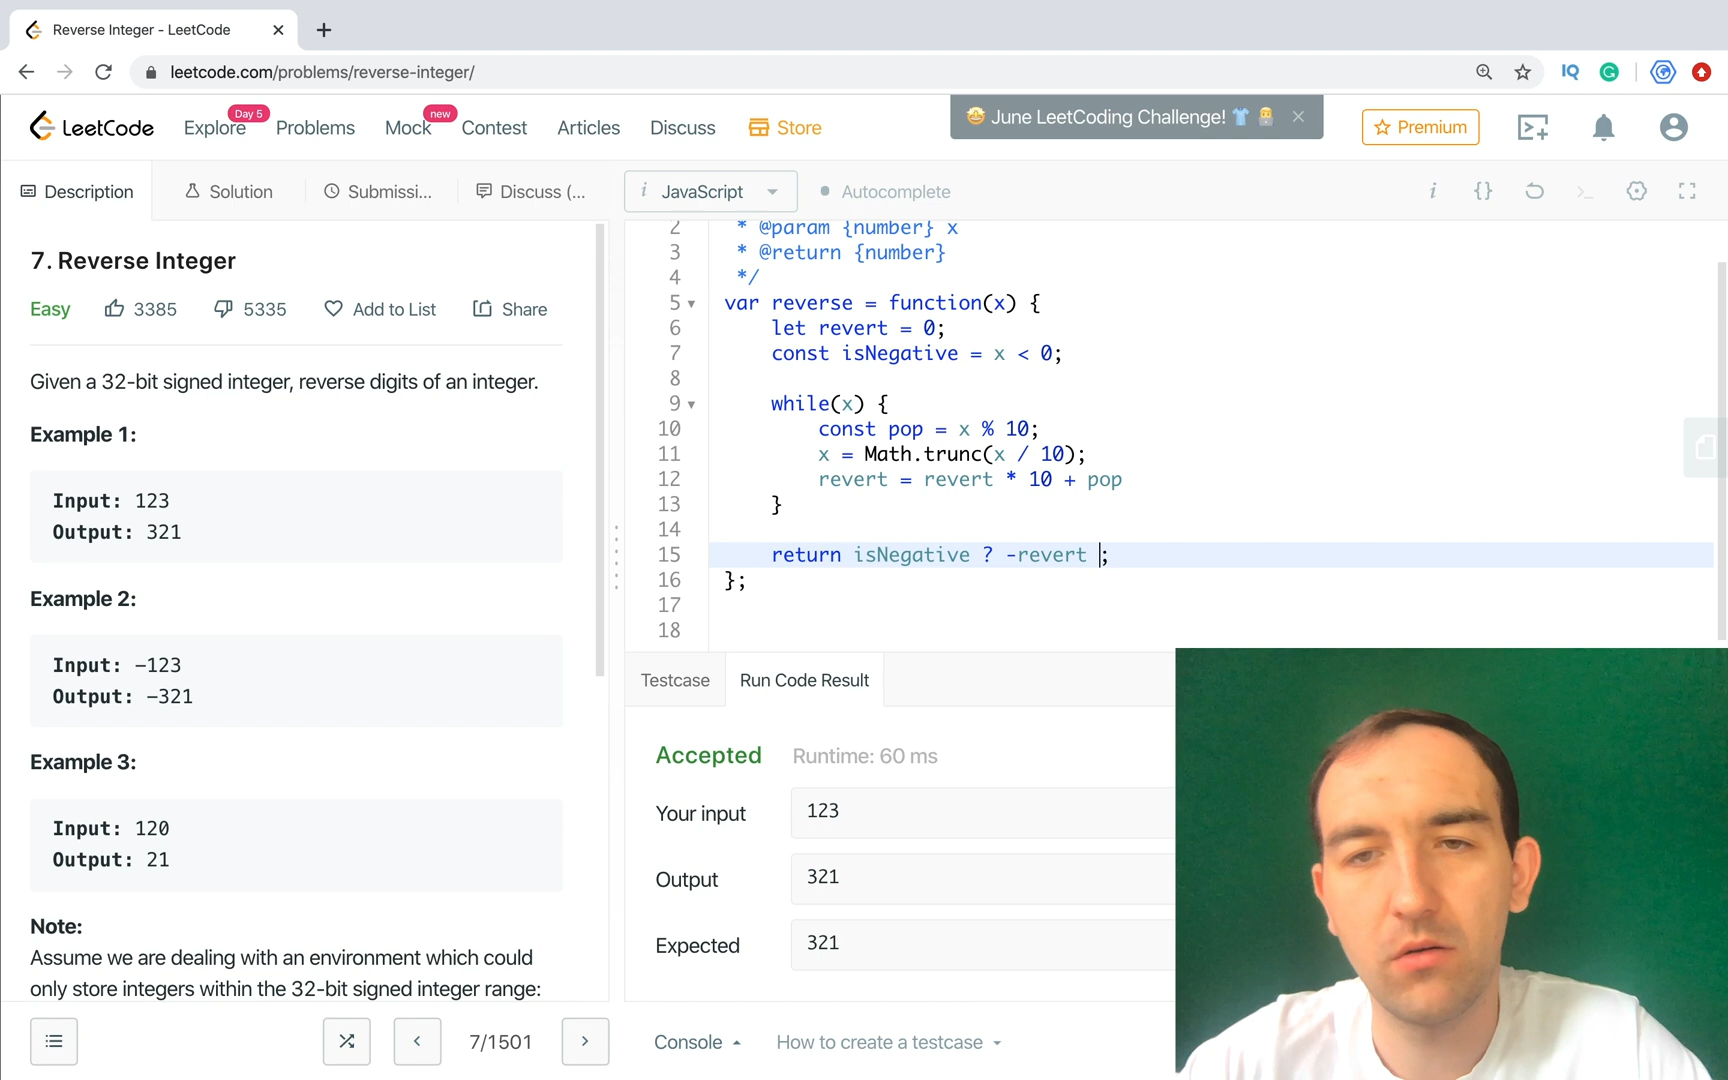 Reverse Integer - LeetCode
leetcode.com/problems/reverse-integer/
IQ
LeetCode
Explore
Day 5
Problems
Mock
new
Contest
Articles
Discuss
Store
🤩 June LeetCoding Challenge! 👕
Premium
Description
Solution
Submissi...
Discuss (...
i JavaScript
Autocomplete
i {}
7. Reverse Integer
Easy 3385 5335 Add to List Share
Given a 32-bit signed integer, reverse digits of an integer.
Example 1:
Input: 123
Output: 321
Example 2:
Input: −123
Output: −321
Example 3:
Input: 120
Output: 21
Note:
Assume we are dealing with an environment which could
only store integers within the 32-bit signed integer range:
7/1501
2 * @param {number} x
3 * @return {number}
4 */
5 var reverse = function(x) {
6 let revert = 0;
7 const isNegative = x < 0;
8
9 while(x) {
10 const pop = x % 10;
11 x = Math.trunc(x / 10);
12 revert = revert * 10 + pop
13 }
14
15 return isNegative ? -revert ;
16 };
17
18
Testcase
Run Code Result
Accepted Runtime: 60 ms
Your input 123
Output 321
Expected 321
Console
How to create a testcase